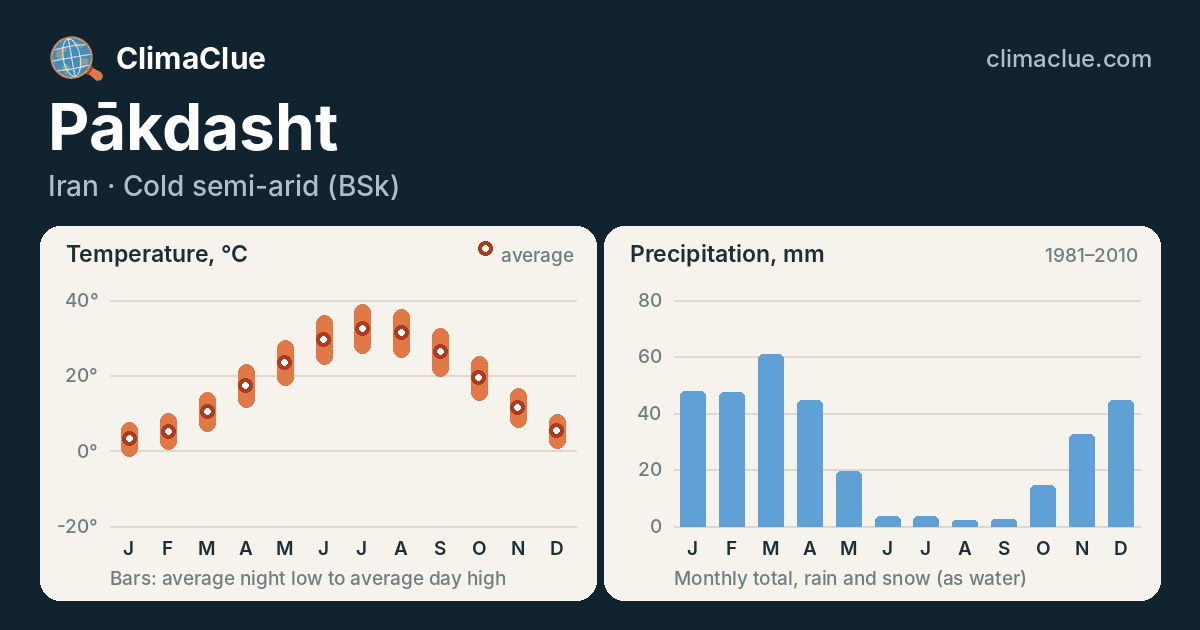 ClimaClue
climaclue.com
Pākdasht
Iran · Cold semi-arid (BSk)
Temperature, °C
average
40°
20°
0°
-20°
J F M A M J J A S O N D
Bars: average night low to average day high
Precipitation, mm
1981–2010
80
60
40
20
0
J F M A M J J A S O N D
Monthly total, rain and snow (as water)